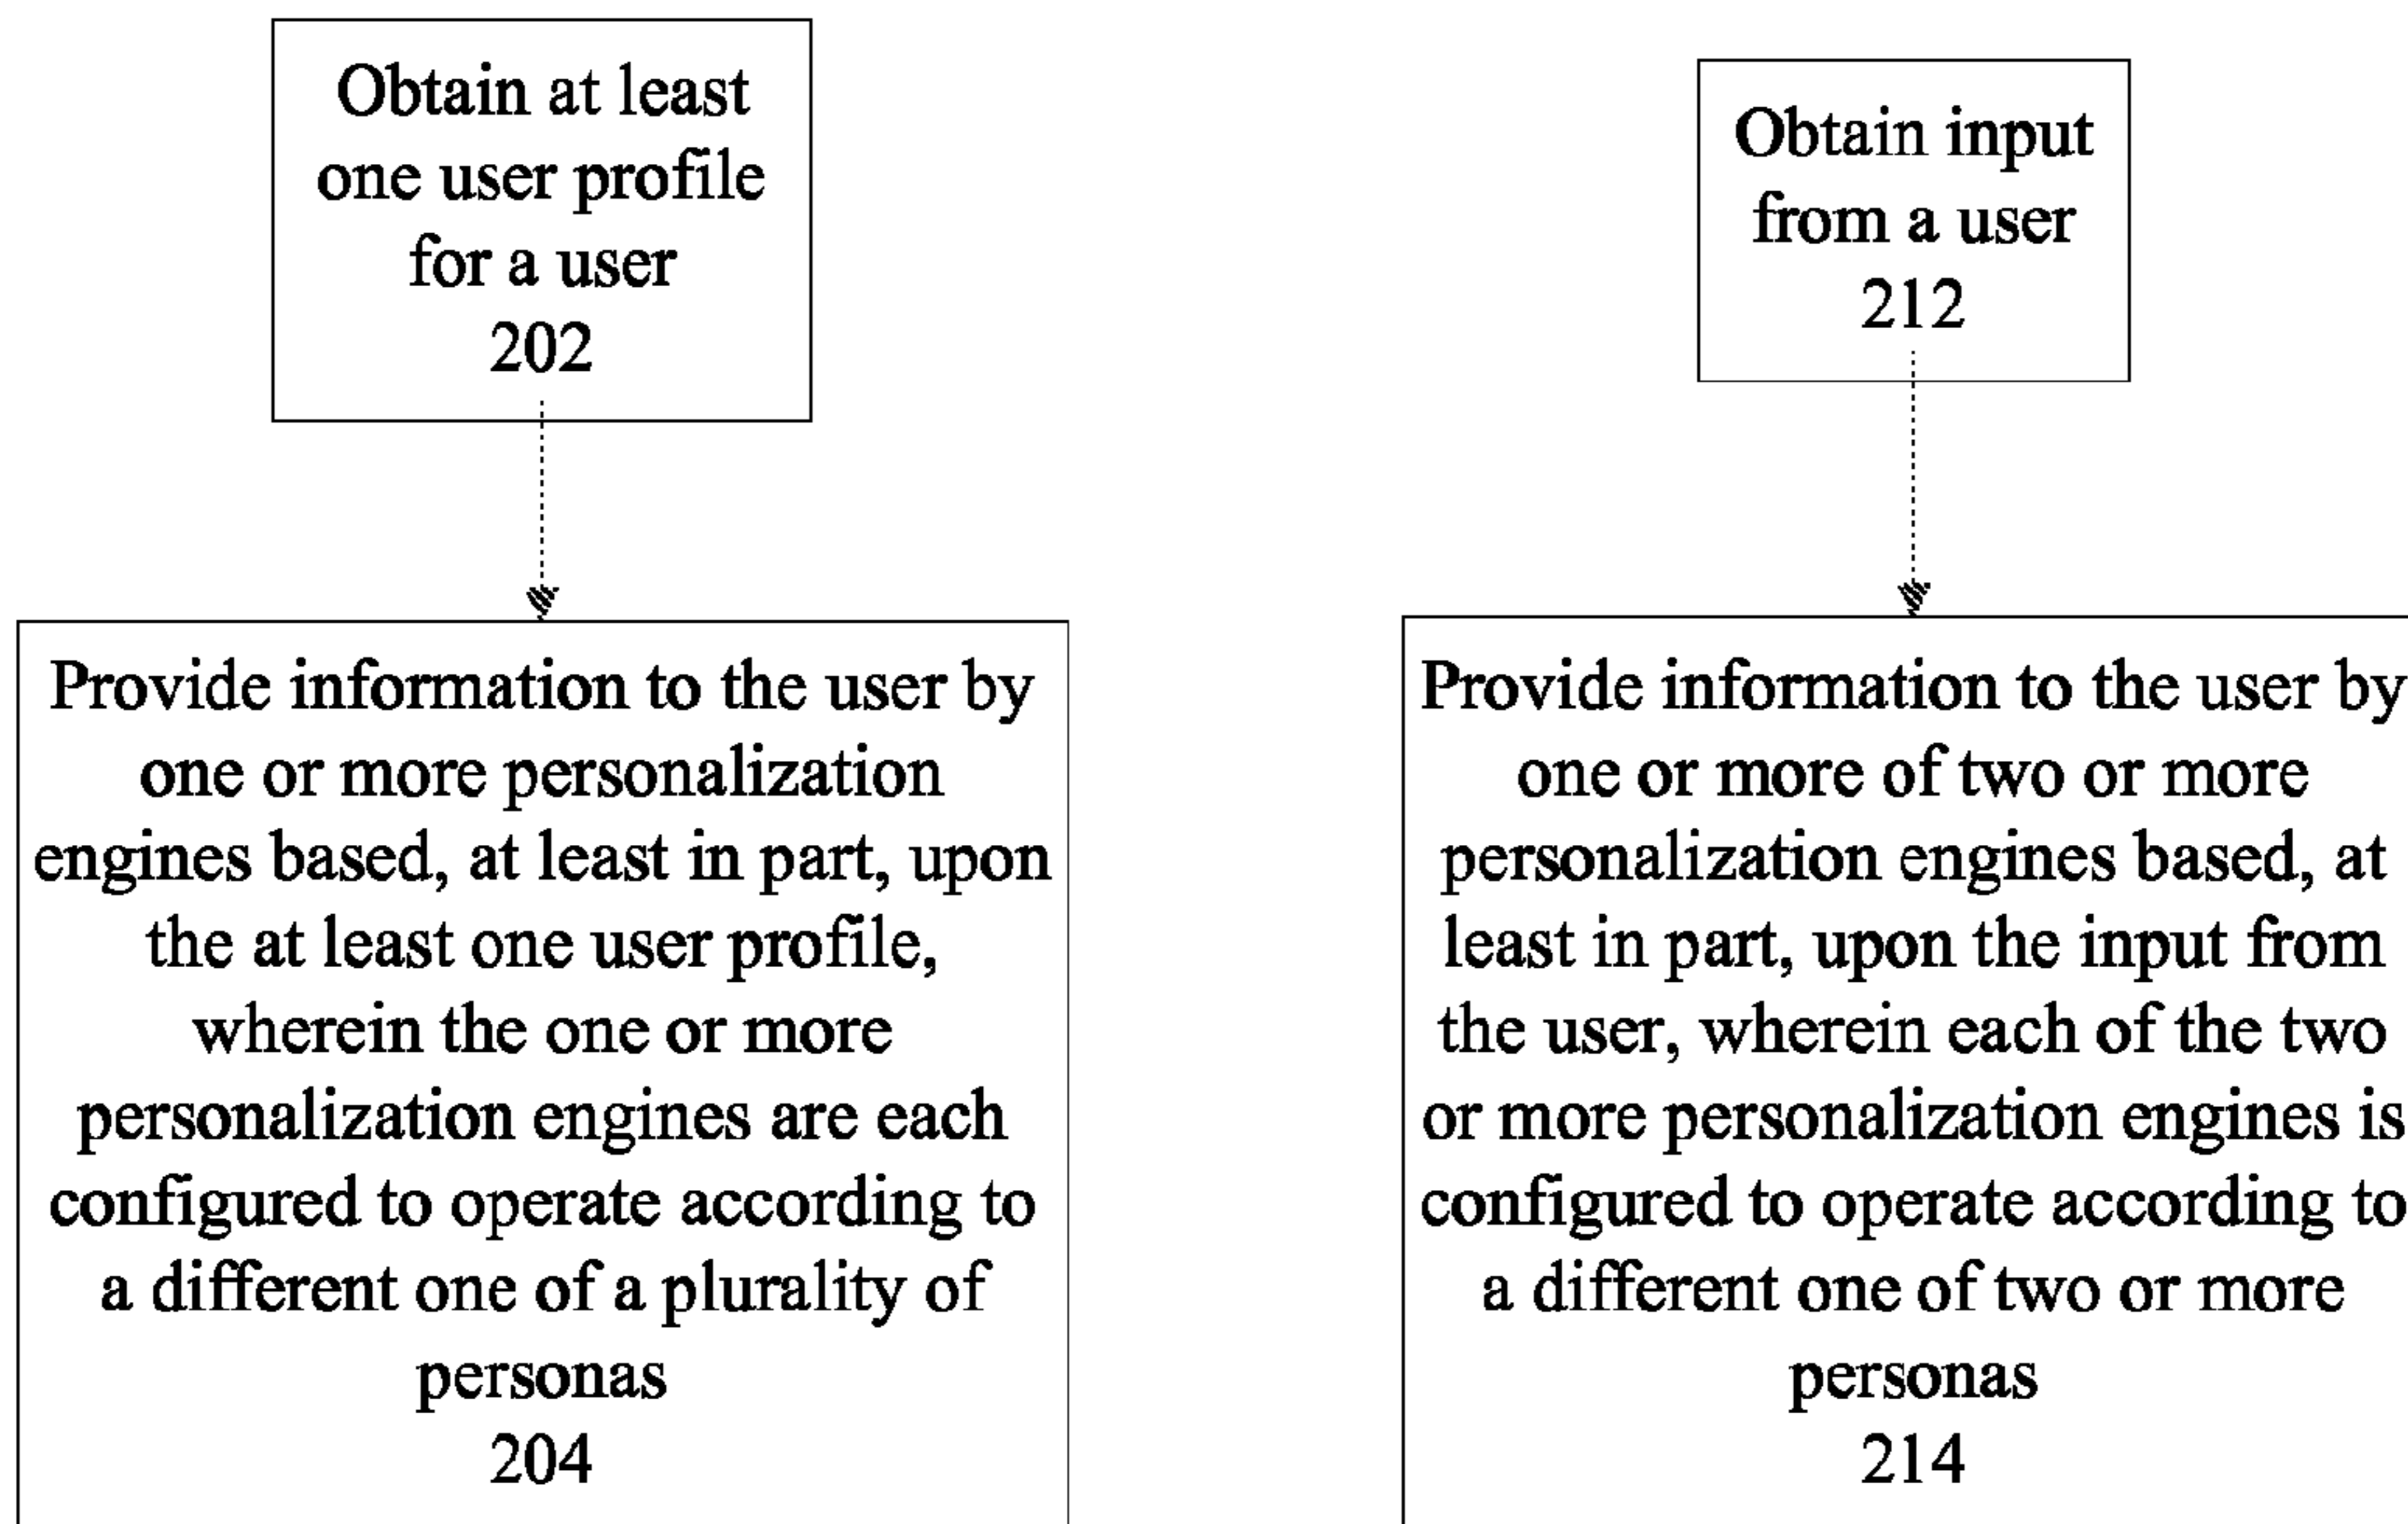 Obtain at least
one user profile
for a user
202
Provide information to the user by
one or more personalization
engines based, at least in part, upon
the at least one user profile,
wherein the one or more
personalization engines are each
configured to operate according to
a different one of a plurality of
personas
204
Obtain input
from a user
212
Provide information to the user by
one or more of two or more
personalization engines based, at
least in part, upon the input from
the user, wherein each of the two
or more personalization engines is
configured to operate according to
a different one of two or more
personas
214